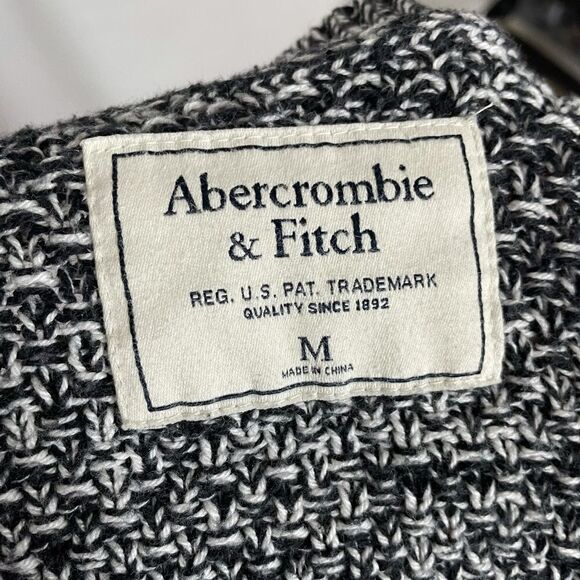 Abercrombie
& Fitch
REG. U.S. PAT. TRADEMARK
QUALITY SINCE 1892
M
MADE IN CHINA